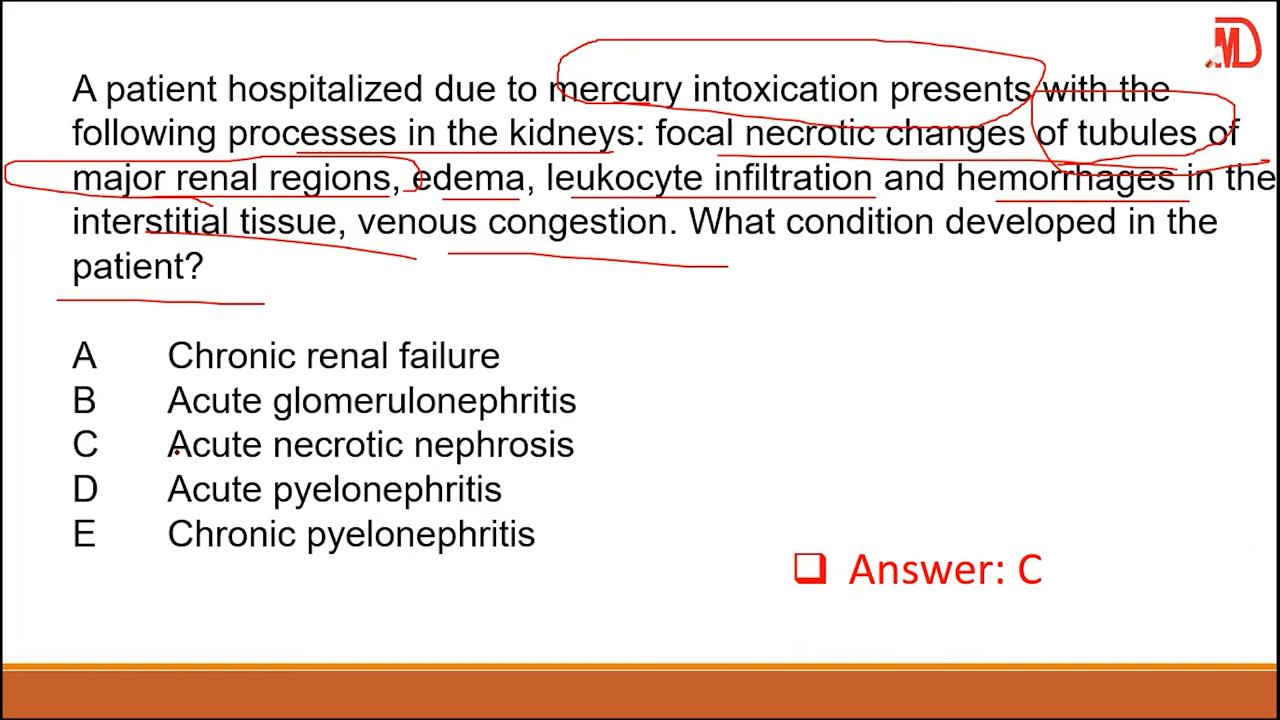 A patient hospitalized due to mercury intoxication presents with the
following processes in the kidneys: focal necrotic changes of tubules of
major renal regions, edema, leukocyte infiltration and hemorrhages in the
interstitial tissue, venous congestion. What condition developed in the
patient?
A Chronic renal failure
B Acute glomerulonephritis
C Acute necrotic nephrosis
D Acute pyelonephritis
E Chronic pyelonephritis
Answer: C